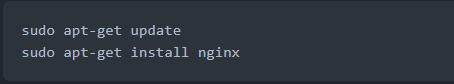 sudo apt-get update
sudo apt-get install nginx